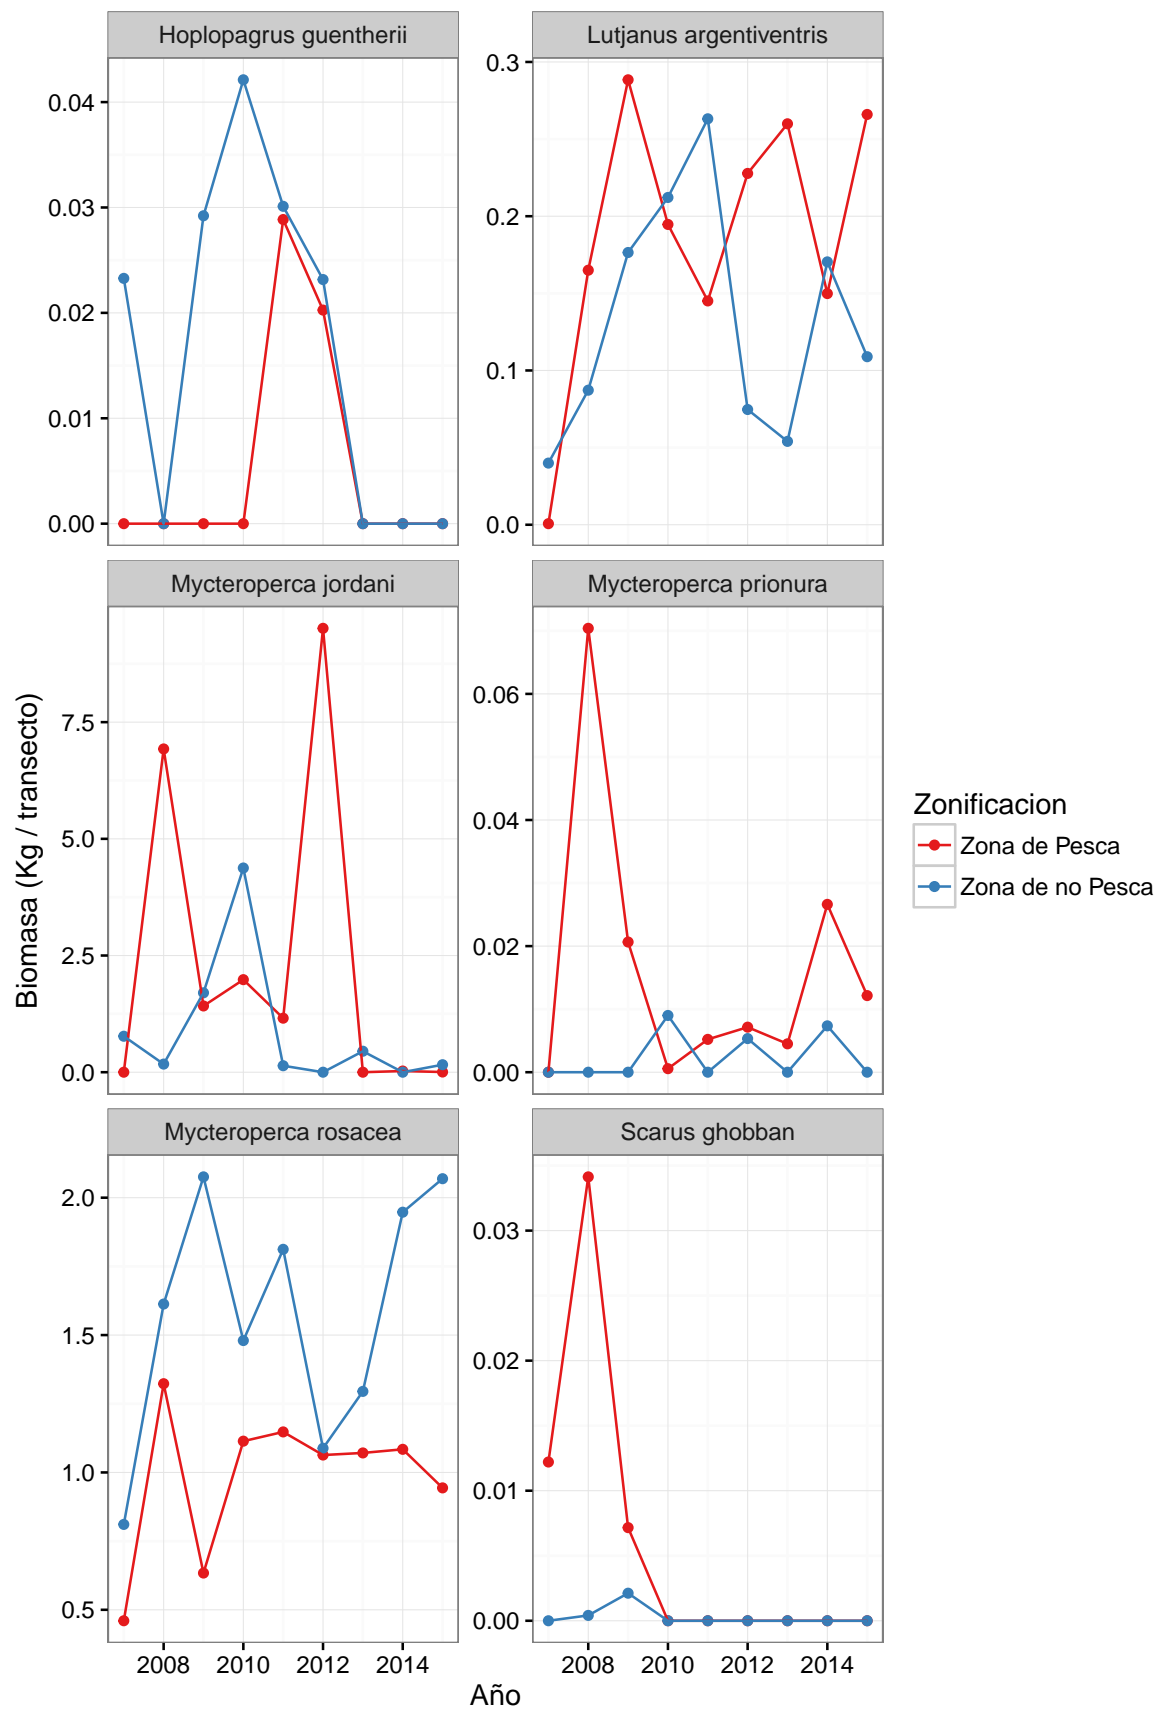 Hoplopagrus guentherii
Lutjanus argentiventris
0.04
0.03
0.02
0.01
0.00
0.3
0.2
0.1
0.0
Mycteroperca jordani
Mycteroperca prionura
7.5
5.0
2.5
0.0
0.06
0.04
0.02
0.00
Biomasa (Kg / transecto)
Zonificacion
Zona de Pesca
Zona de no Pesca
Mycteroperca rosacea
Scarus ghobban
2.0
1.5
1.0
0.5
0.03
0.02
0.01
0.00
2008 2010 2012 2014
2008 2010 2012 2014
Año